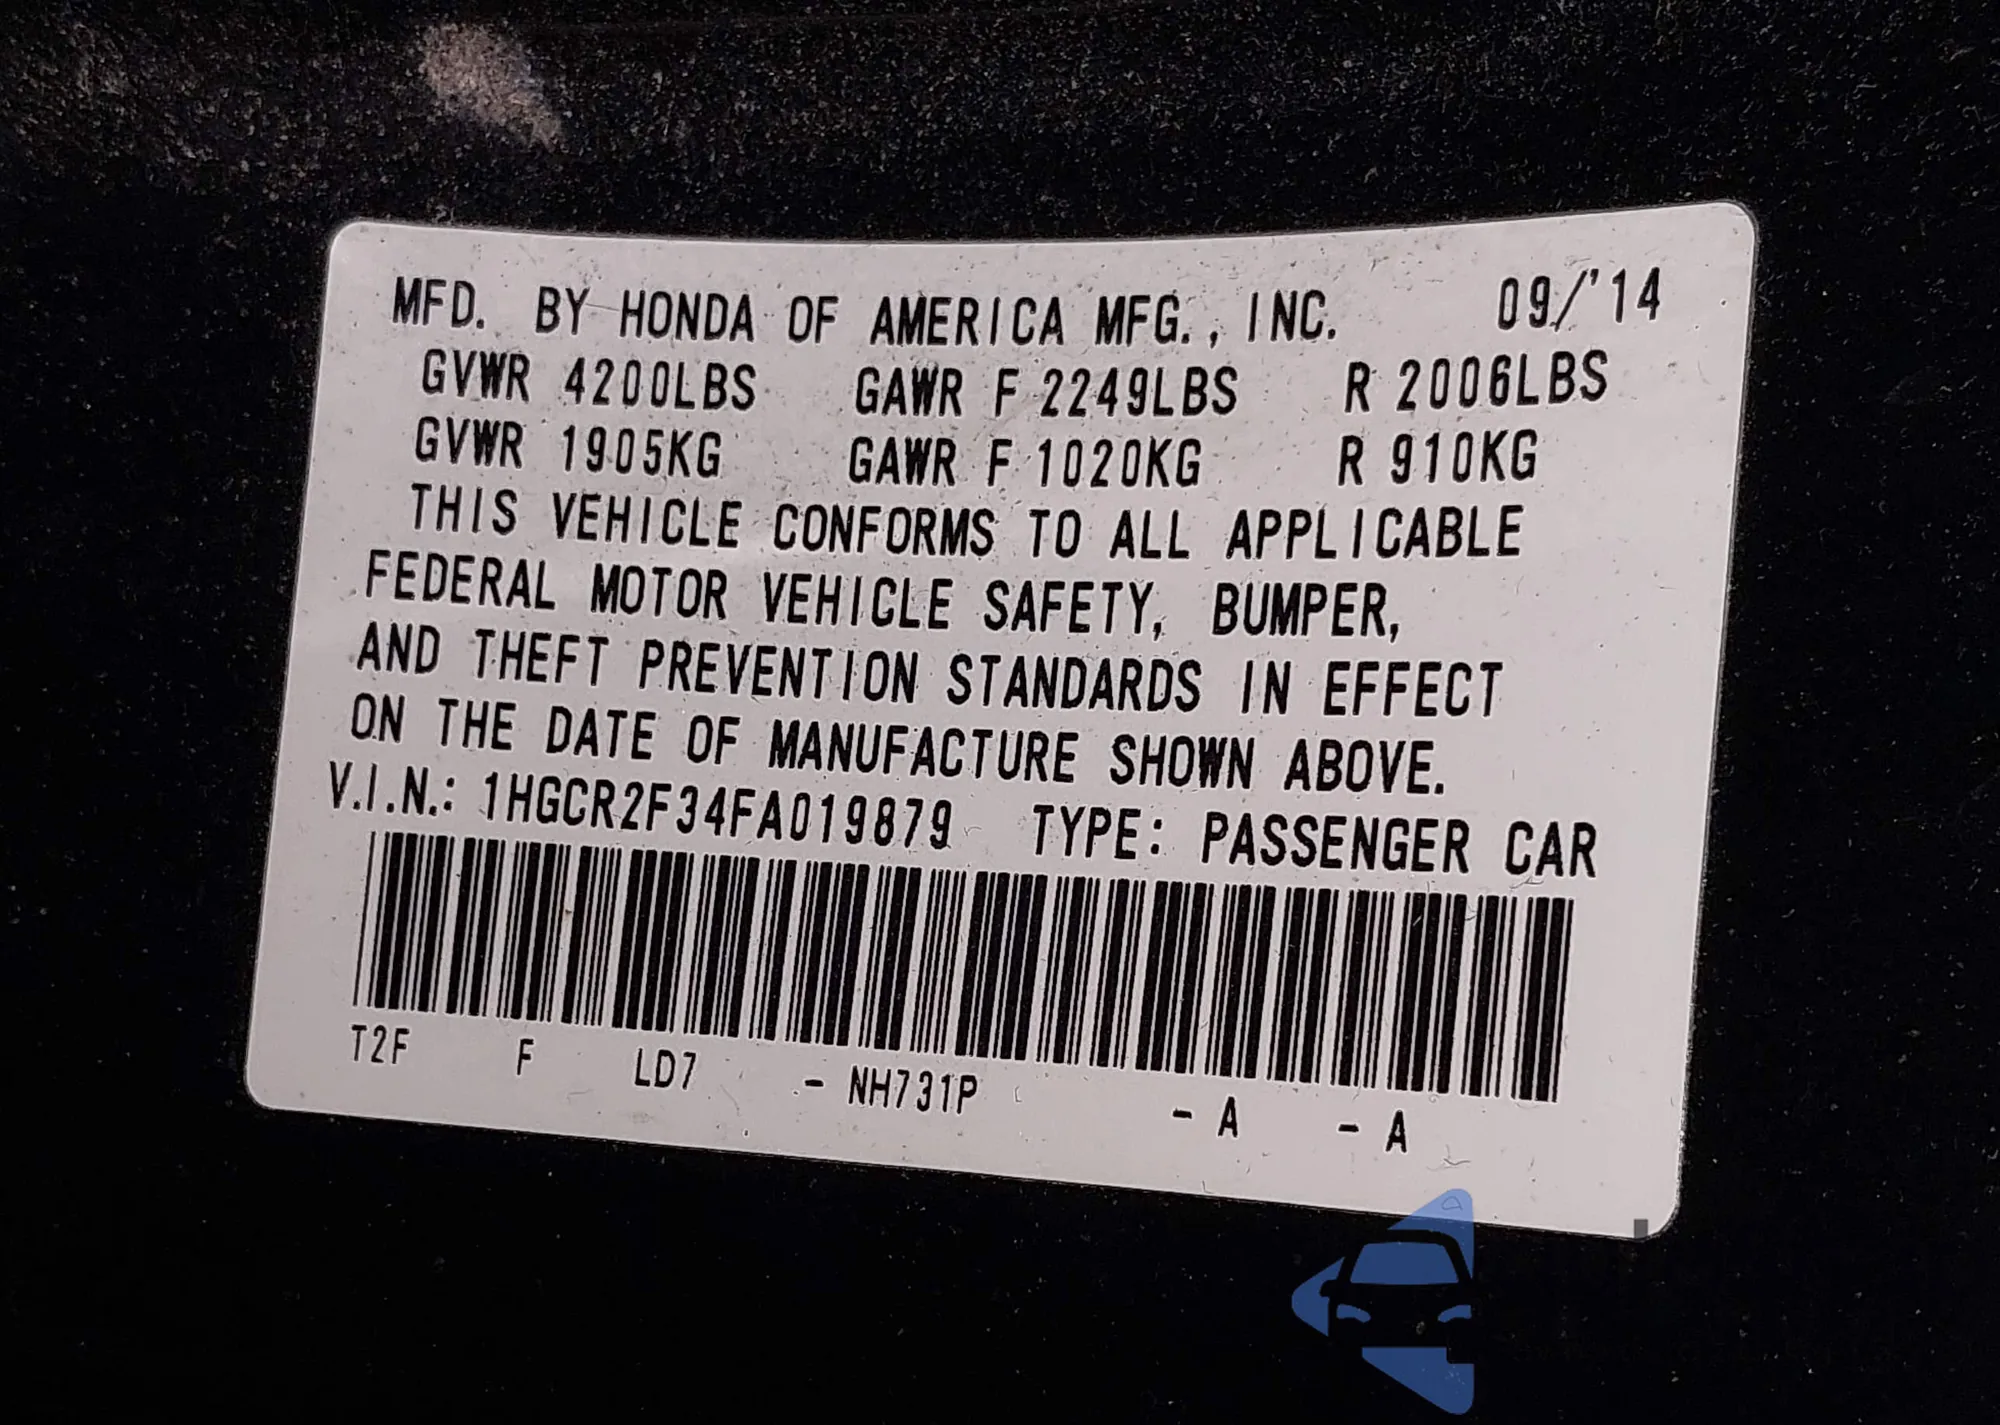 MFD. BY HONDA OF AMERICA MFG., INC. 09/'14
GVWR 4200LBS GAWR F 2249LBS R 2006LBS
GVWR 1905KG GAWR F 1020KG R 910KG
THIS VEHICLE CONFORMS TO ALL APPLICABLE
FEDERAL MOTOR VEHICLE SAFETY, BUMPER,
AND THEFT PREVENTION STANDARDS IN EFFECT
ON THE DATE OF MANUFACTURE SHOWN ABOVE.
V.I.N.: 1HGCR2F34FA019879 TYPE: PASSENGER CAR
T2F F LD7 - NH731P - A - A